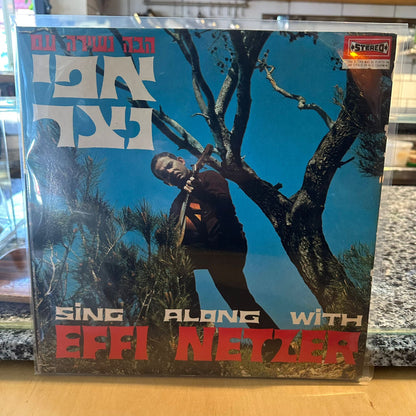 הבה נשירה עם
אפי
נצר
STEREO
SING ALONG WITH
EFFI NETZER